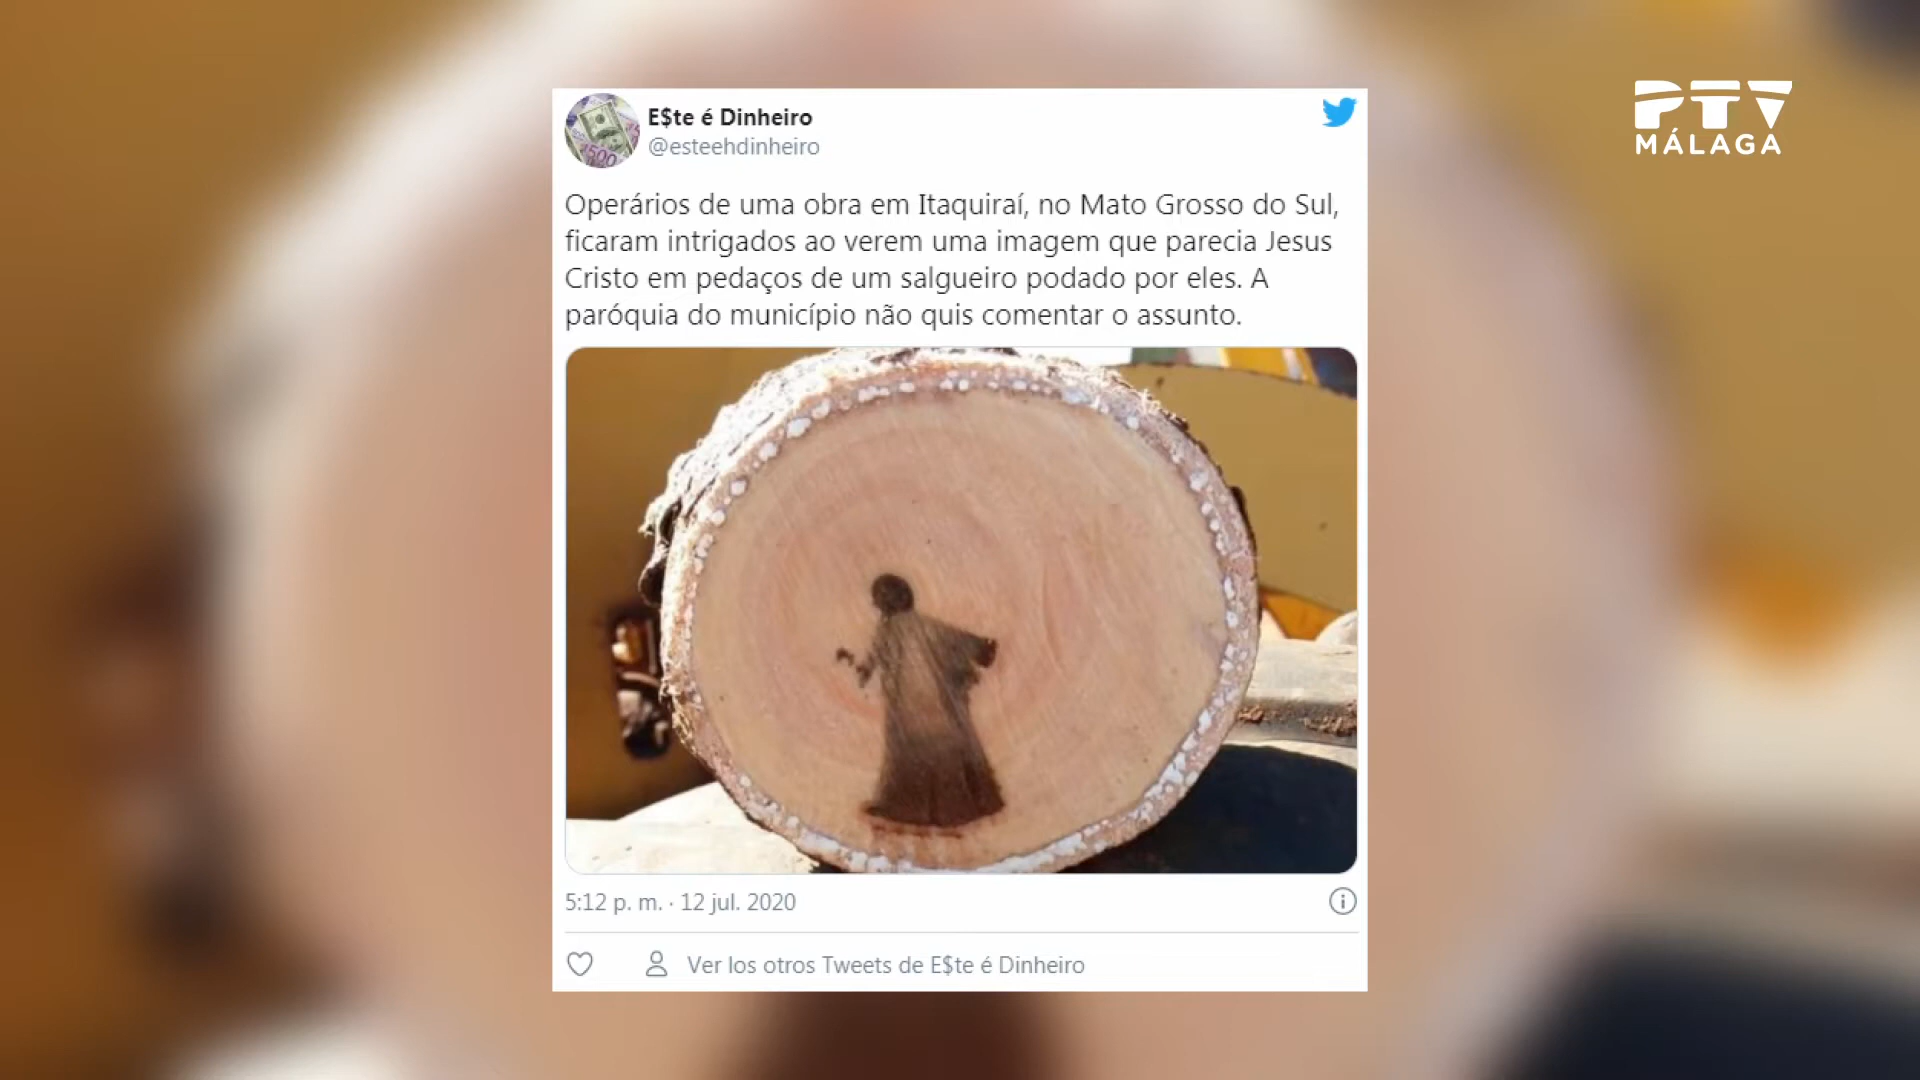 PTV
MÁLAGA
E$te é Dinheiro
@esteehdinheiro
Operários de uma obra em Itaquiraí, no Mato Grosso do Sul,
ficaram intrigados ao verem uma imagem que parecia Jesus
Cristo em pedaços de um salgueiro podado por eles. A
paróquia do município não quis comentar o assunto.
5:12 p. m. · 12 jul. 2020
Ver los otros Tweets de E$te é Dinheiro